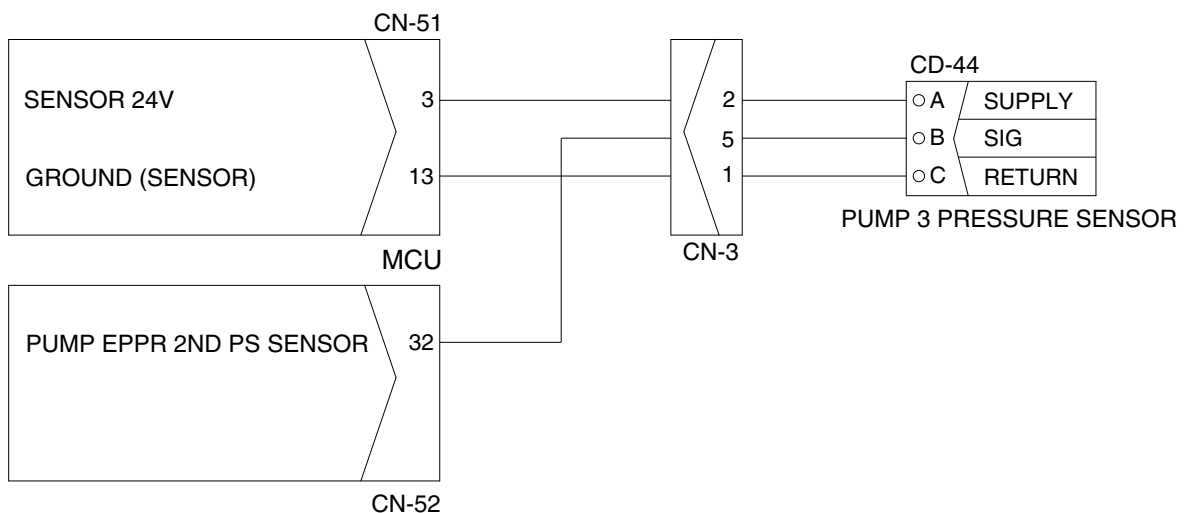 CN-51
SENSOR 24V 3
GROUND (SENSOR) 13
MCU
PUMP EPPR 2ND PS SENSOR 32
CN-52
2
5
1
CN-3
CD-44
A SUPPLY
B SIG
C RETURN
PUMP 3 PRESSURE SENSOR